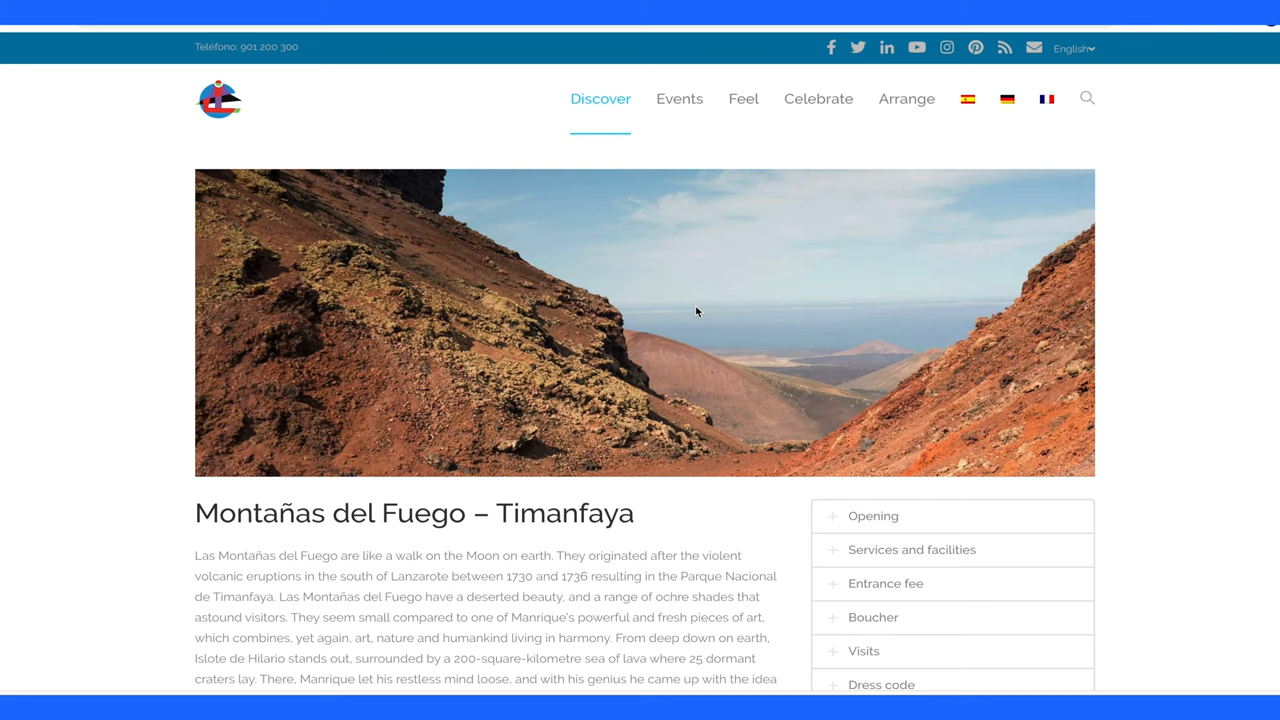 Teléfono: 901 200 300
English
Discover
Events
Feel
Celebrate
Arrange
Montañas del Fuego – Timanfaya
Las Montañas del Fuego are like a walk on the Moon on earth. They originated after the violent
volcanic eruptions in the south of Lanzarote between 1730 and 1736 resulting in the Parque Nacional
de Timanfaya. Las Montañas del Fuego have a deserted beauty, and a range of ochre shades that
astound visitors. They seem small compared to one of Manrique's powerful and fresh pieces of art,
which combines, yet again, art, nature and humankind living in harmony. From deep down on earth,
Islote de Hilario stands out, surrounded by a 200-square-kilometre sea of lava where 25 dormant
craters lay. There, Manrique let his restless mind loose, and with his genius he came up with the idea
Opening
Services and facilities
Entrance fee
Boucher
Visits
Dress code